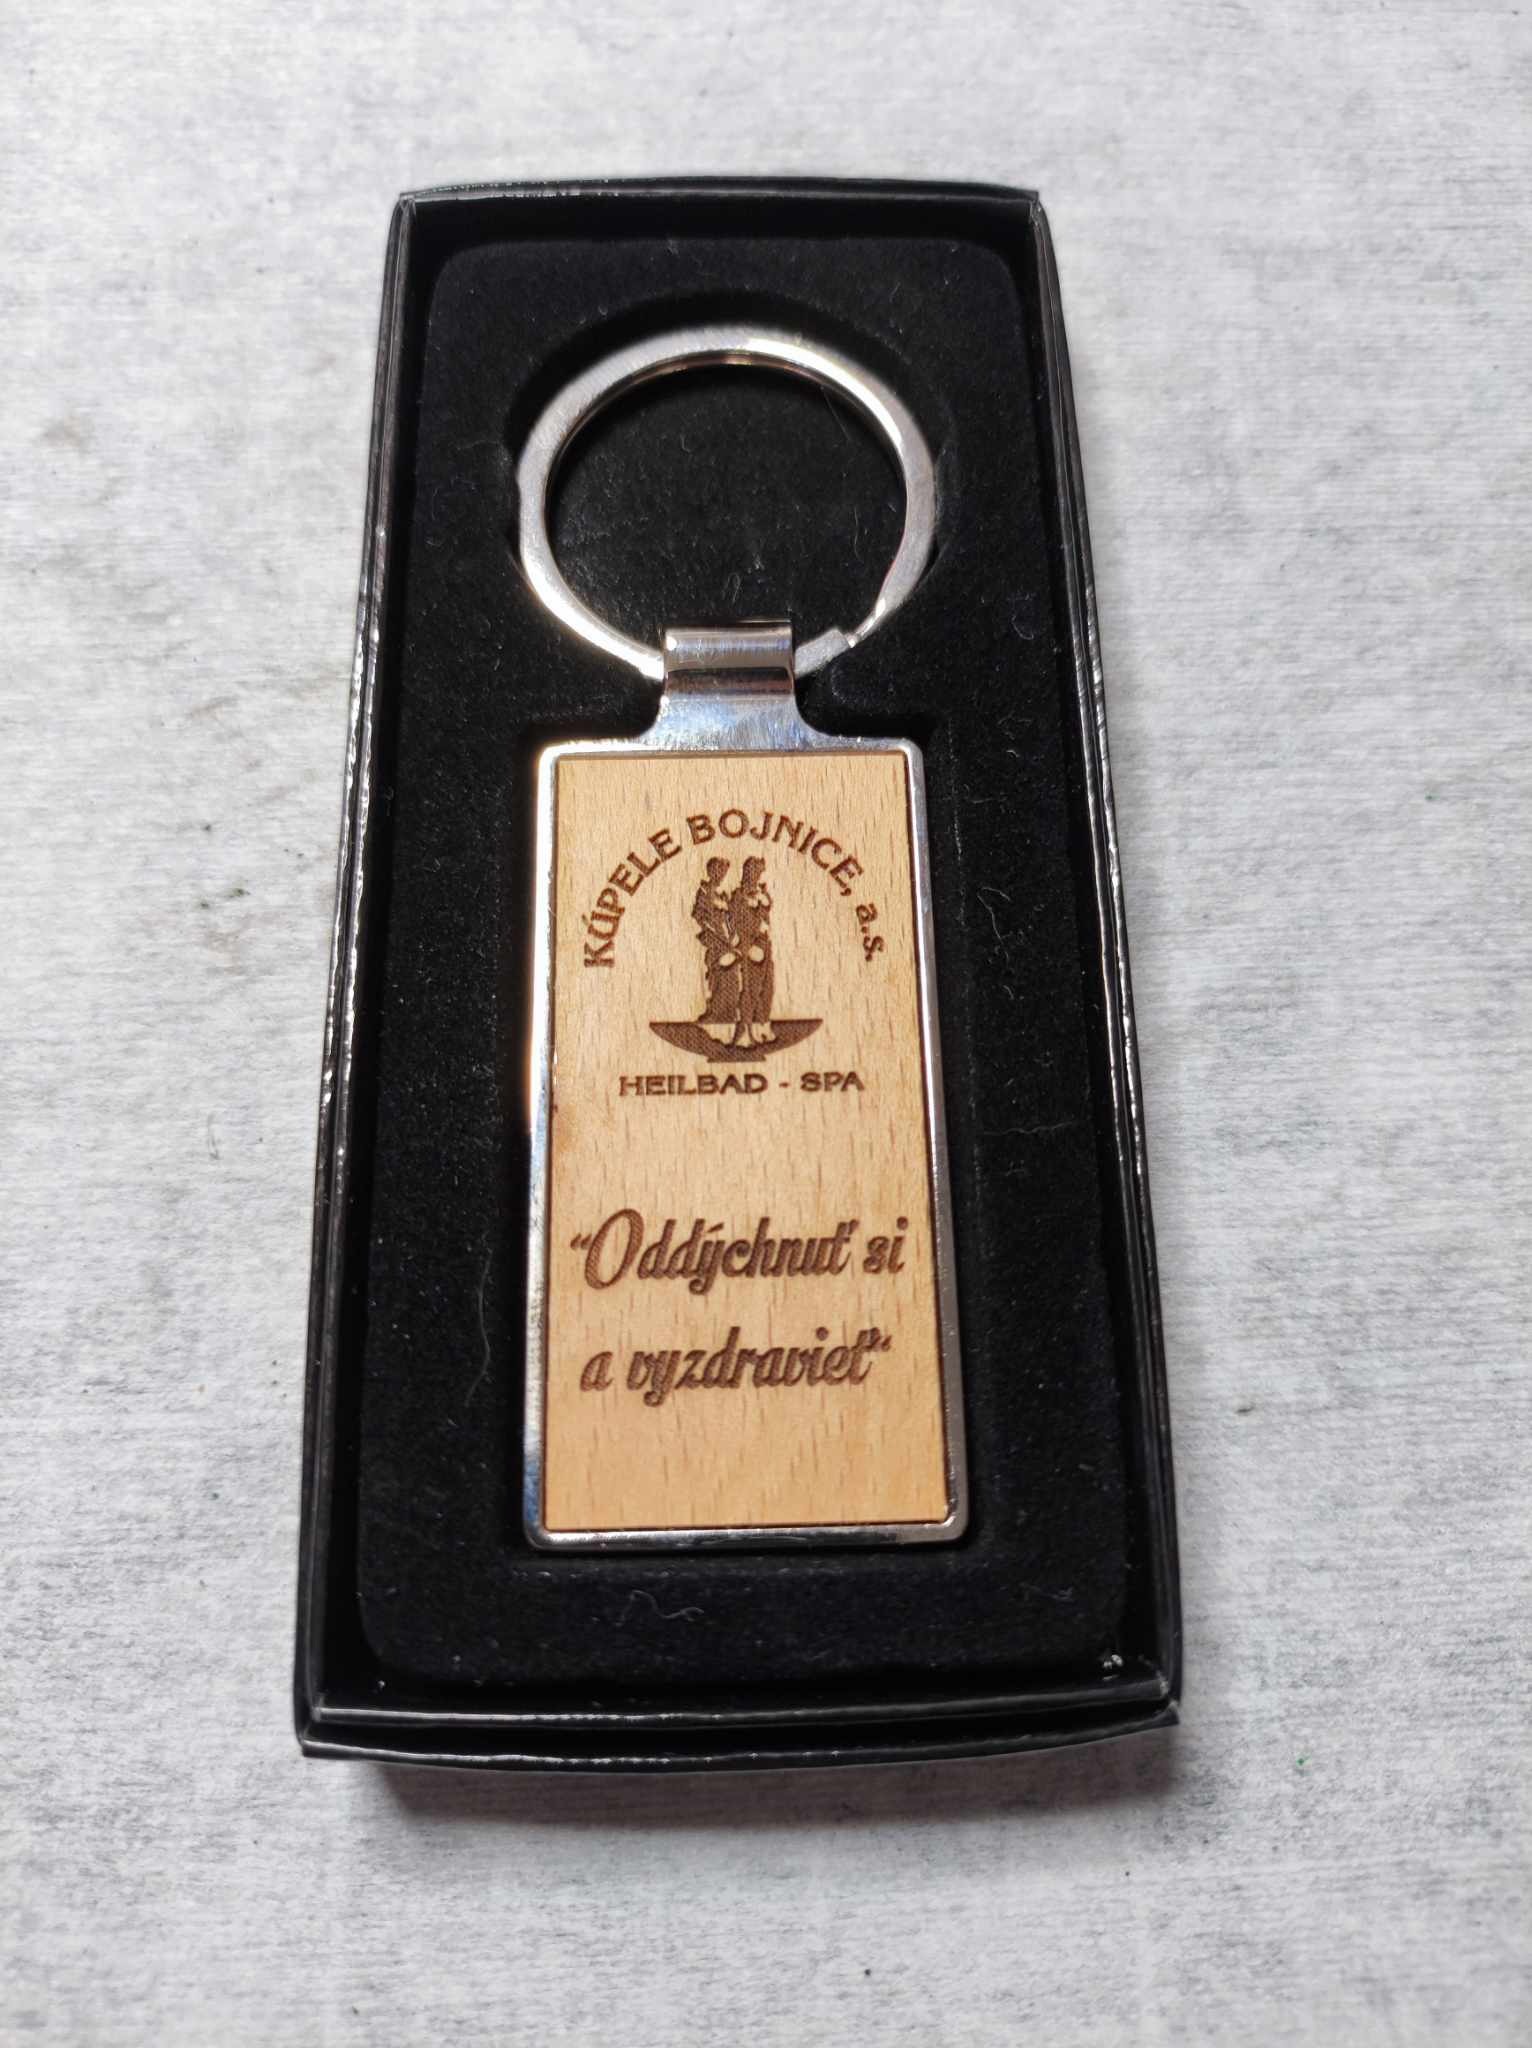 KÚPELE BOJNICE, a.s.
HEILBAD - SPA
“Oddýchnuť si
a vyzdravieť“